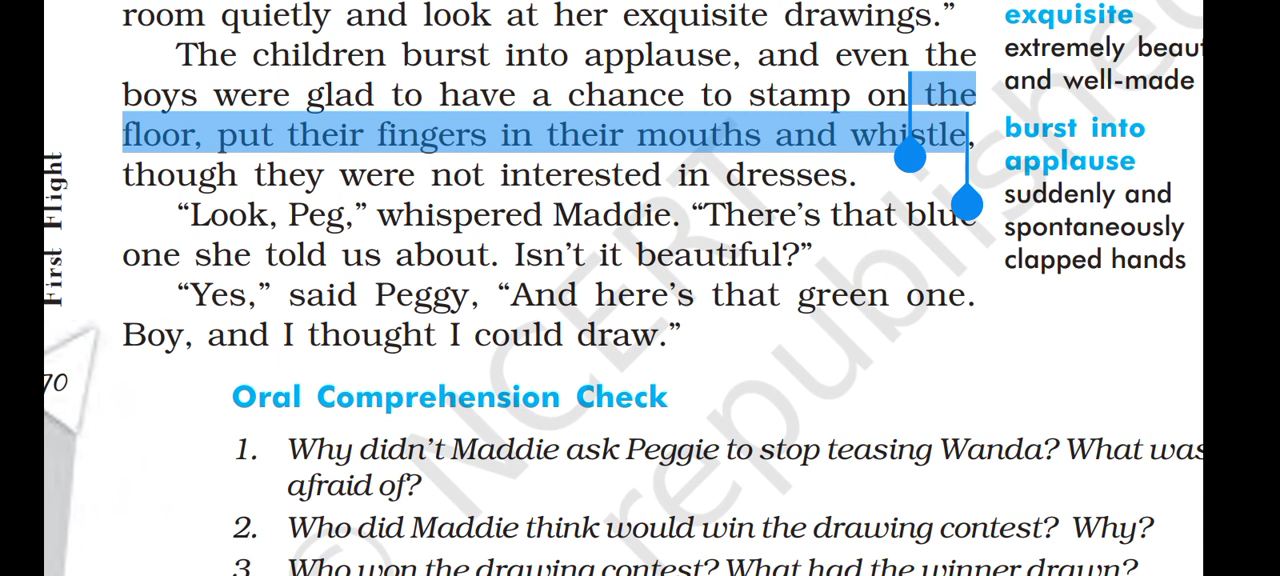 room quietly and look at her exquisite drawings.”
The children burst into applause, and even the
boys were glad to have a chance to stamp on the
floor, put their fingers in their mouths and whistle,
though they were not interested in dresses.
“Look, Peg,” whispered Maddie. “There’s that blue
one she told us about. Isn’t it beautiful?”
“Yes,” said Peggy, “And here’s that green one.
Boy, and I thought I could draw.”
exquisite
extremely beaut
and well-made
burst into
applause
suddenly and
spontaneously
clapped hands
First Flight
70
Oral Comprehension Check
1. Why didn’t Maddie ask Peggie to stop teasing Wanda? What was
afraid of?
2. Who did Maddie think would win the drawing contest? Why?
3. Who won the drawing contest? What had the winner drawn?
© NCERT
republished